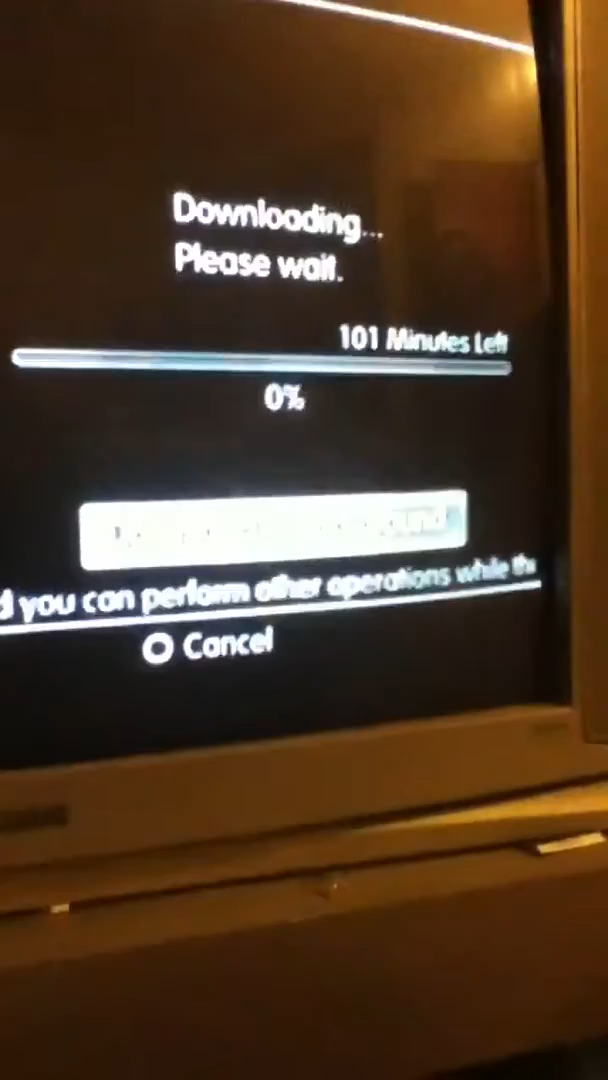 Downloading...
Please wait.
101 Minutes Left
0%
you can perform other operations while
O Cancel